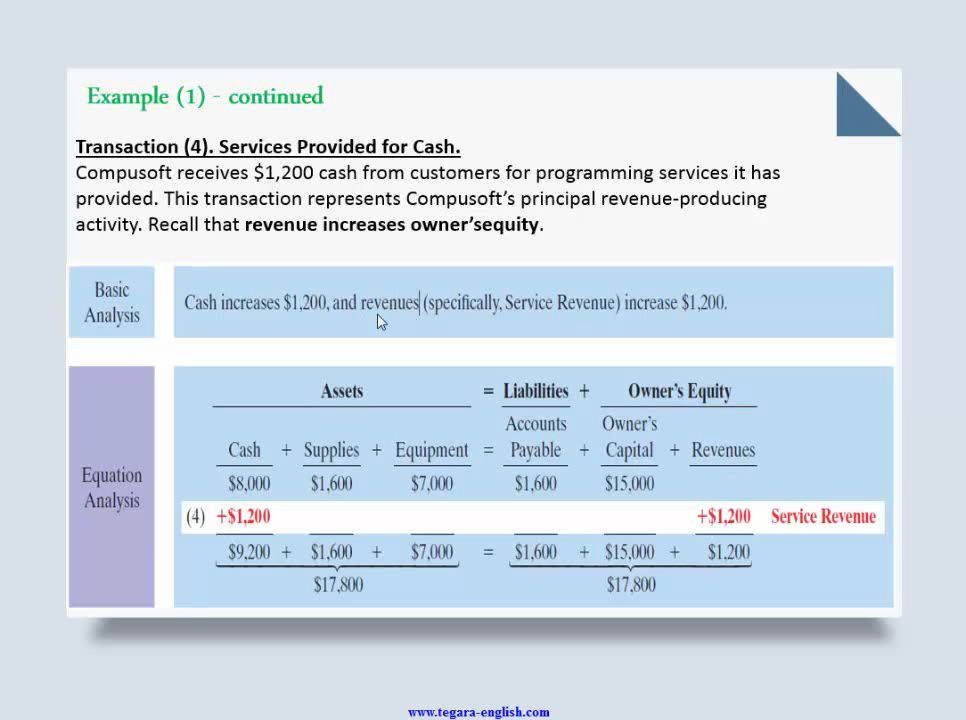 Example (1) - continued
Transaction (4). Services Provided for Cash.
Compusoft receives $1,200 cash from customers for programming services it has
provided. This transaction represents Compusoft's principal revenue-producing
activity. Recall that revenue increases owner'sequity.
Basic
Analysis
Cash increases $1,200, and revenues (specifically, Service Revenue) increase $1,200.
Equation
Analysis
Assets = Liabilities + Owner's Equity
Accounts Owner's
Cash + Supplies + Equipment = Payable + Capital + Revenues
$8,000 $1,600 $7,000 $1,600 $15,000
(4) +$1,200 +$1,200 Service Revenue
$9,200 + $1,600 + $7,000 = $1,600 + $15,000 + $1,200
$17,800 $17,800
www.tegara-english.com